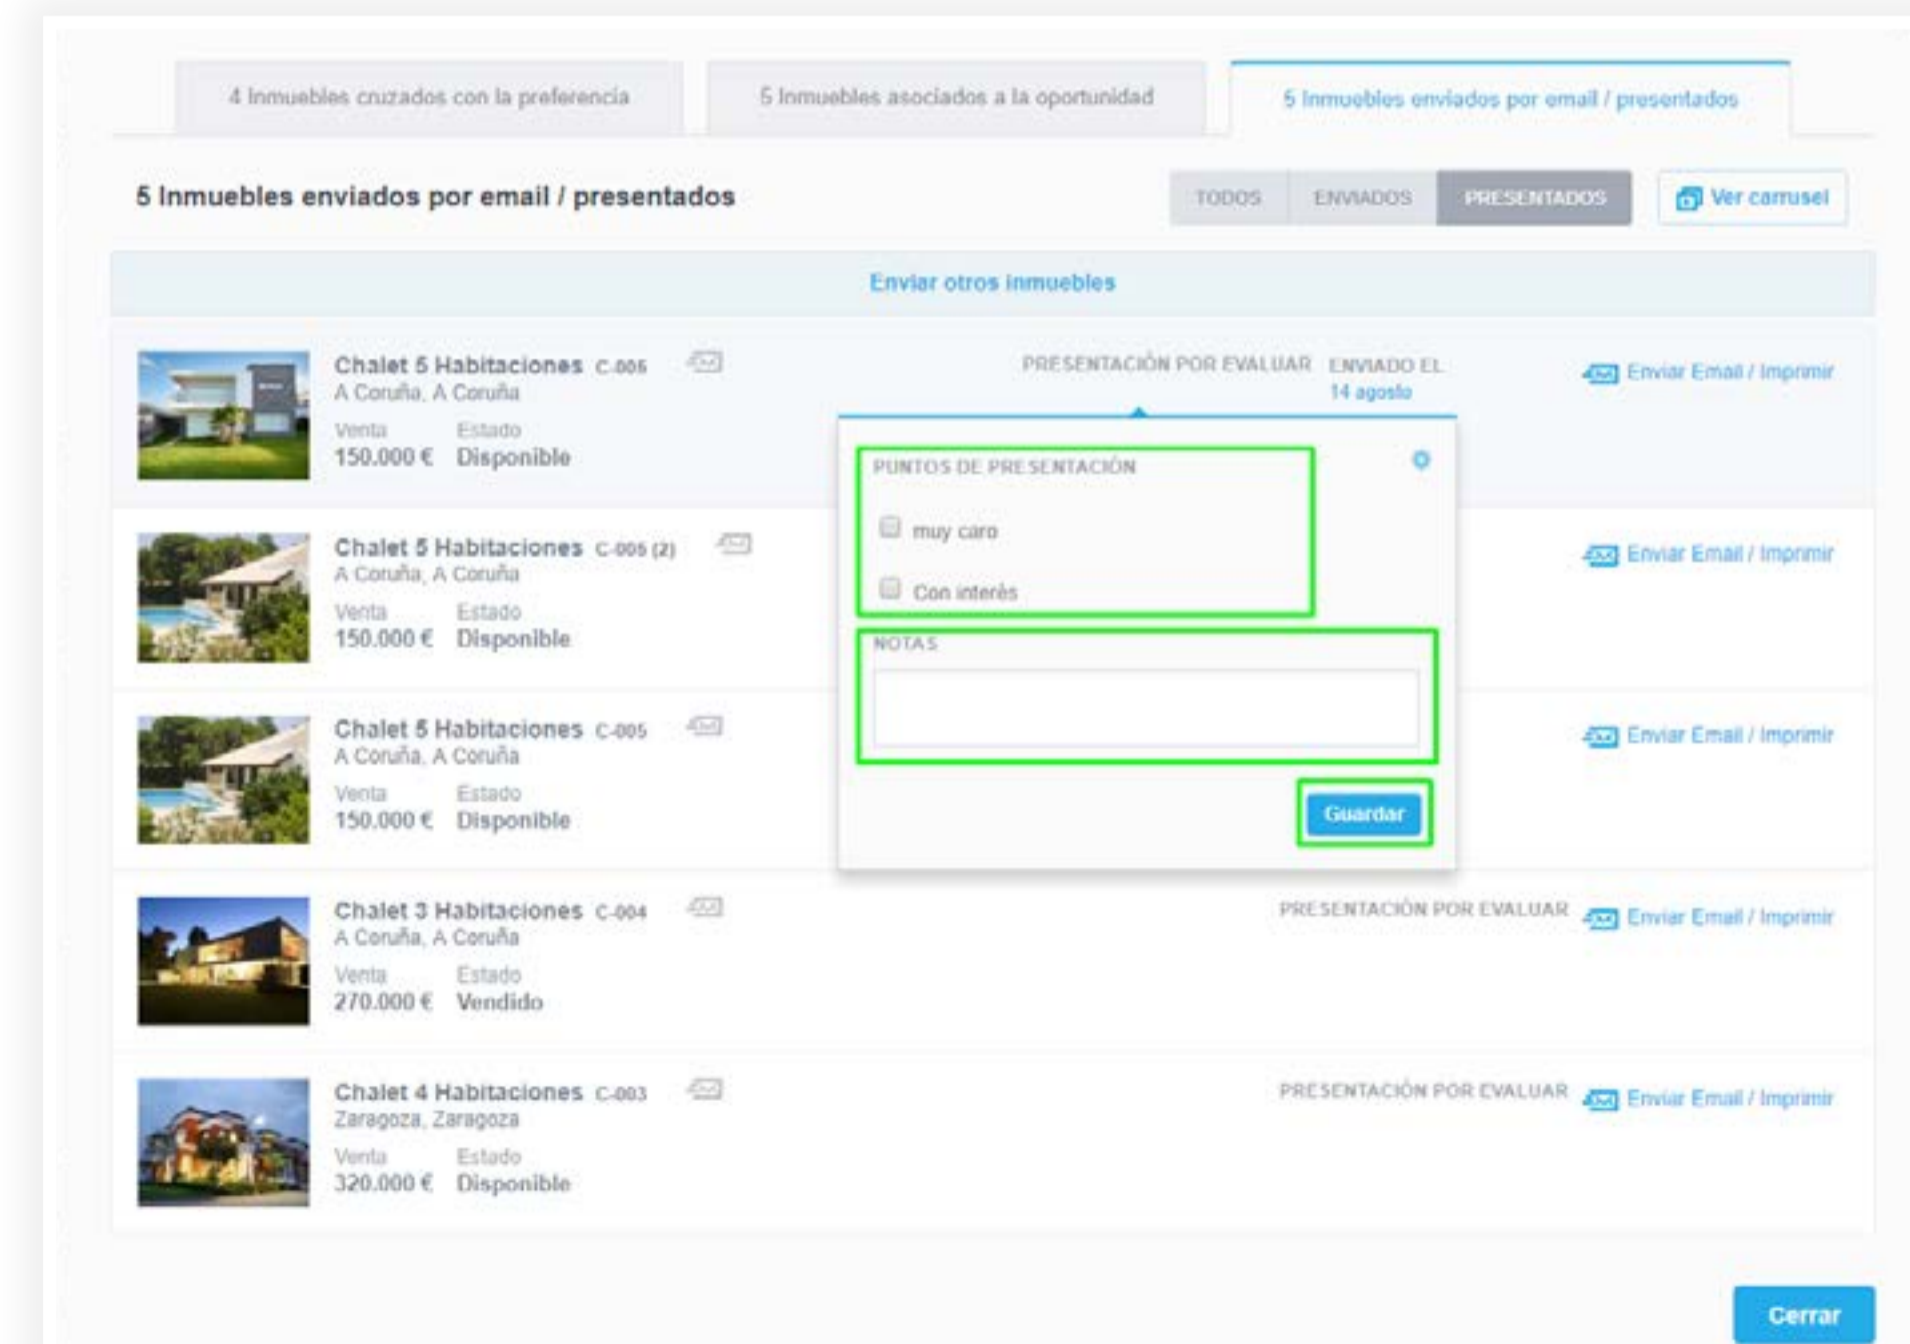 4 Inmuebles cruzados con la preferencia
5 Inmuebles asociados a la oportunidad
5 Inmuebles enviados por email / presentados
5 Inmuebles enviados por email / presentados
TODOS
ENVIADOS
PRESENTADOS
Ver carrusel
Enviar otros inmuebles
Chalet 5 Habitaciones C-006
A Coruña, A Coruña
Venta Estado
150.000 € Disponible
PRESENTACIÓN POR EVALUAR
ENVIADO EL
14 agosto
Enviar Email / Imprimir
PUNTOS DE PRESENTACIÓN
muy caro
Con interés
NOTAS
Guardar
Chalet 5 Habitaciones C-005 (2)
A Coruña, A Coruña
Venta Estado
150.000 € Disponible
Enviar Email / Imprimir
Chalet 5 Habitaciones C-005
A Coruña, A Coruña
Venta Estado
150.000 € Disponible
Enviar Email / Imprimir
Chalet 3 Habitaciones C-004
A Coruña, A Coruña
Venta Estado
270.000 € Vendido
PRESENTACIÓN POR EVALUAR
Enviar Email / Imprimir
Chalet 4 Habitaciones C-003
Zaragoza, Zaragoza
Venta Estado
320.000 € Disponible
PRESENTACIÓN POR EVALUAR
Enviar Email / Imprimir
Cerrar